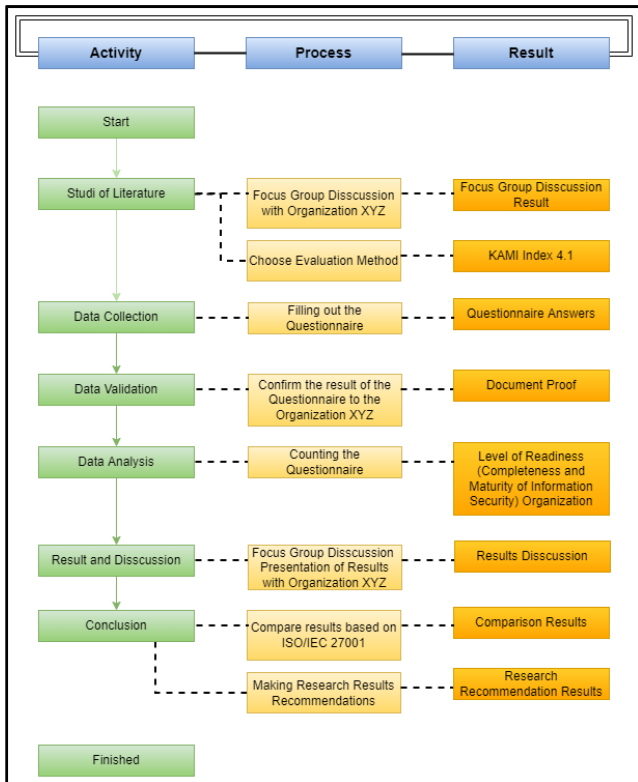 Activity
Process
Result
Start
Studi of Literature
Focus Group Disscussion
with Organization XYZ
Focus Group Disscussion
Result
Choose Evaluation Method
KAMI Index 4.1
Data Collection
Filling out the
Questionnaire
Questionnaire Answers
Data Validation
Confirm the result of the
Questionnaire to the
Organization XYZ
Document Proof
Data Analysis
Counting the
Questionnaire
Level of Readiness
(Completeness and
Maturity of Information
Security) Organization
Result and Disscussion
Focus Group Disscussion
Presentation of Results
with Organization XYZ
Results Disscussion
Conclusion
Compare results based on
ISO/IEC 27001
Comparison Results
Making Research Results
Recommendations
Research
Recommendation Results
Finished